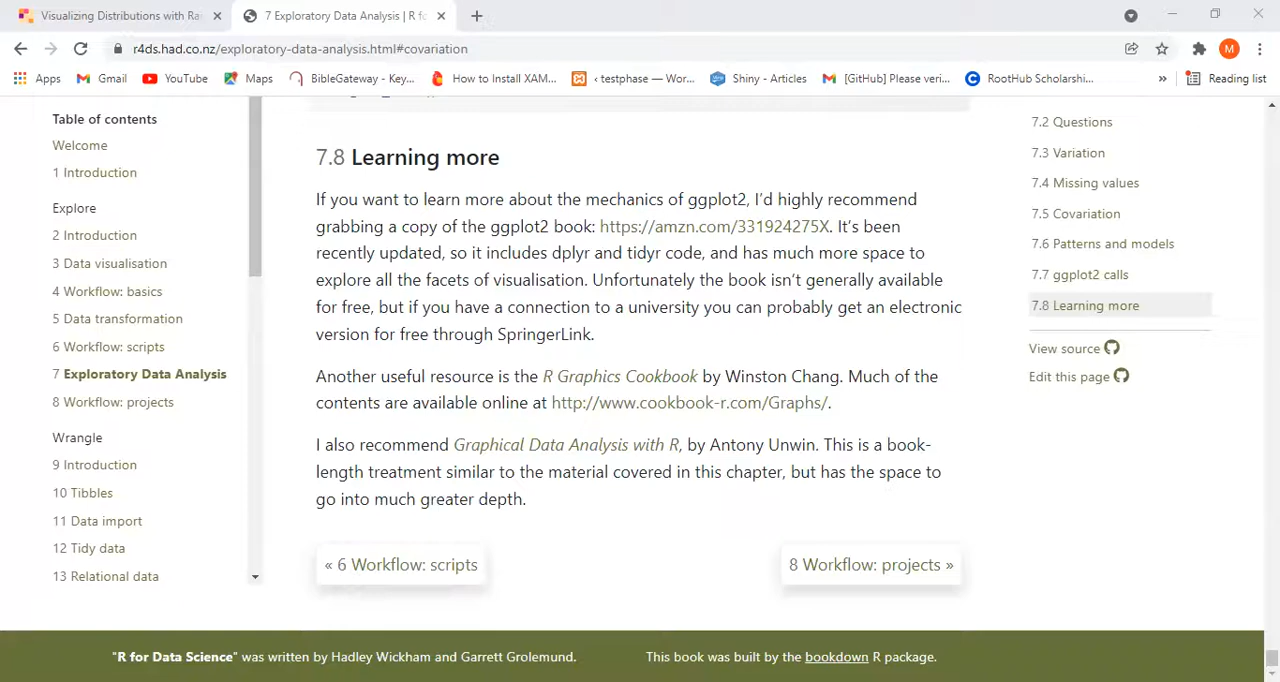 Visualizing Distributions with Ra
7 Exploratory Data Analysis | R fo
r4ds.had.co.nz/exploratory-data-analysis.html#covariation
M
Apps
Gmail
YouTube
Maps
BibleGateway - Key...
How to Install XAM...
‹ testphase — Wor...
Shiny - Articles
[GitHub] Please veri...
RootHub Scholarshi...
»
Reading list
Table of contents
Welcome
1 Introduction
Explore
2 Introduction
3 Data visualisation
4 Workflow: basics
5 Data transformation
6 Workflow: scripts
7 Exploratory Data Analysis
8 Workflow: projects
Wrangle
9 Introduction
10 Tibbles
11 Data import
12 Tidy data
13 Relational data
7.8 Learning more
If you want to learn more about the mechanics of ggplot2, I'd highly recommend
grabbing a copy of the ggplot2 book: https://amzn.com/331924275X. It's been
recently updated, so it includes dplyr and tidyr code, and has much more space to
explore all the facets of visualisation. Unfortunately the book isn't generally available
for free, but if you have a connection to a university you can probably get an electronic
version for free through SpringerLink.
Another useful resource is the R Graphics Cookbook by Winston Chang. Much of the
contents are available online at http://www.cookbook-r.com/Graphs/.
I also recommend Graphical Data Analysis with R, by Antony Unwin. This is a book-
length treatment similar to the material covered in this chapter, but has the space to
go into much greater depth.
« 6 Workflow: scripts
8 Workflow: projects »
7.2 Questions
7.3 Variation
7.4 Missing values
7.5 Covariation
7.6 Patterns and models
7.7 ggplot2 calls
7.8 Learning more
View source
Edit this page
"R for Data Science" was written by Hadley Wickham and Garrett Grolemund.
This book was built by the bookdown R package.